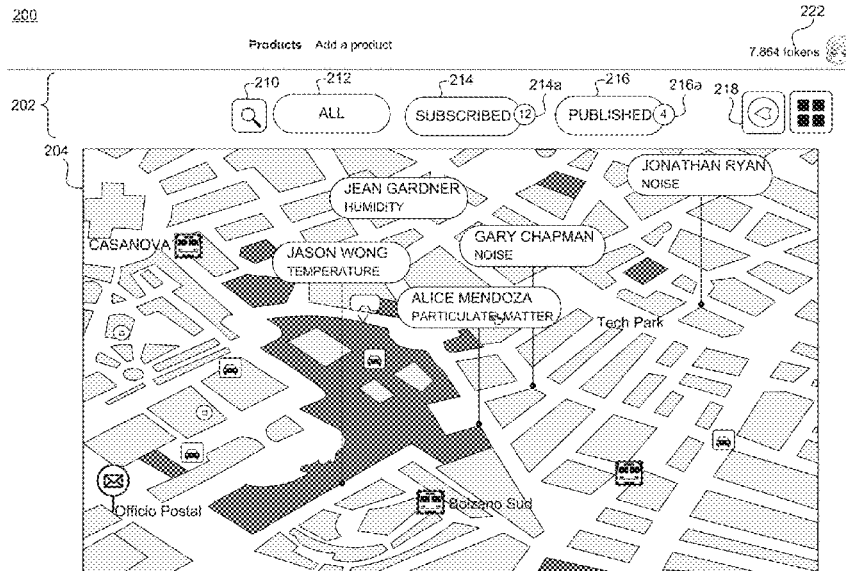 200
222
Products Add a product
7.864 tokens
202
210
212
214
214a
216
216a
218
ALL
SUBSCRIBED 12
PUBLISHED 4
204
JONATHAN RYAN
NOISE
JEAN GARDNER
HUMIDITY
CASANOVA
GARY CHAPMAN
NOISE
JASON WONG
TEMPERATURE
ALICE MENDOZA
PARTICULATE MATTER
Tech Park
Officio Postal
Bolzano Sud